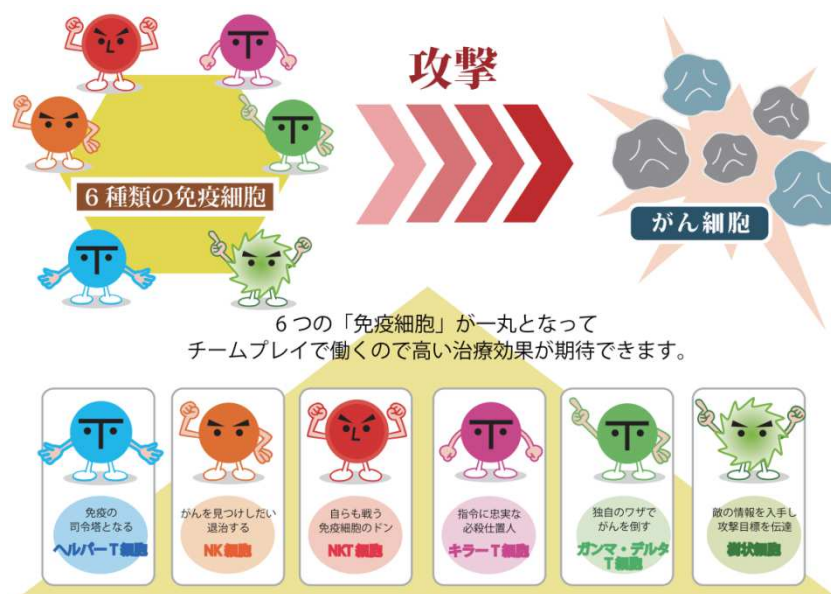 攻撃
6種類の免疫細胞
がん細胞
6つの「免疫細胞」が一丸となって
チームプレイで働くので高い治療効果が期待できます。
免疫の
司令塔となる
ヘルパーT細胞
がんを見つけしだい
退治する
NK細胞
自らも戦う
免疫細胞のドン
NKT細胞
指令に忠実な
必殺仕置人
キラーT細胞
独自のワザで
がんを倒す
ガンマ・デルタ
T細胞
敵の情報を入手し
攻撃目標を伝達
樹状細胞